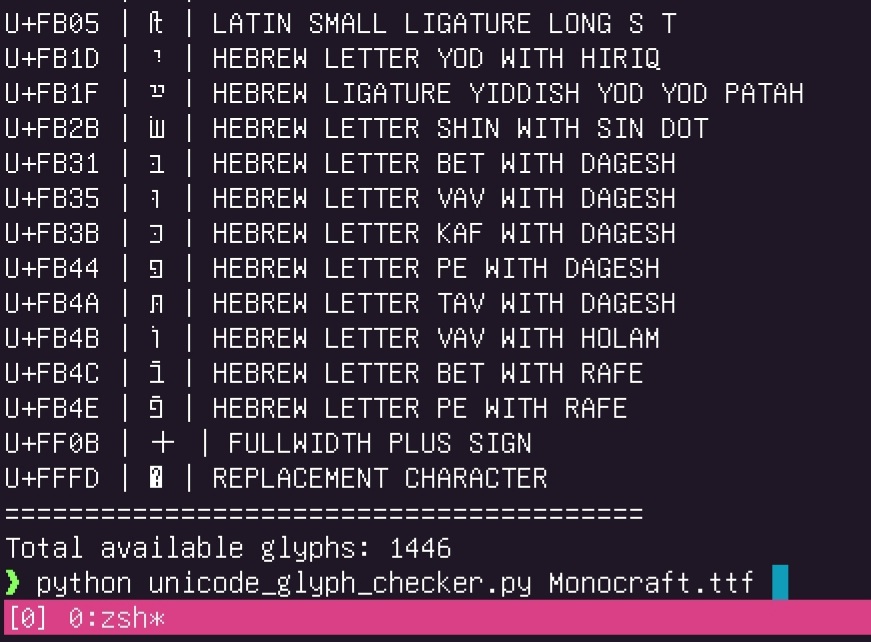 U+FB05 | ﬅ | LATIN SMALL LIGATURE LONG S T
U+FB1D | יִ | HEBREW LETTER YOD WITH HIRIQ
U+FB1F | ײַ | HEBREW LIGATURE YIDDISH YOD YOD PATAH
U+FB2B | שׂ | HEBREW LETTER SHIN WITH SIN DOT
U+FB31 | בּ | HEBREW LETTER BET WITH DAGESH
U+FB35 | וּ | HEBREW LETTER VAV WITH DAGESH
U+FB3B | כּ | HEBREW LETTER KAF WITH DAGESH
U+FB44 | פּ | HEBREW LETTER PE WITH DAGESH
U+FB4A | תּ | HEBREW LETTER TAV WITH DAGESH
U+FB4B | וֹ | HEBREW LETTER VAV WITH HOLAM
U+FB4C | בֿ | HEBREW LETTER BET WITH RAFE
U+FB4E | פֿ | HEBREW LETTER PE WITH RAFE
U+FF0B | ＋ | FULLWIDTH PLUS SIGN
U+FFFD | � | REPLACEMENT CHARACTER
========================================
Total available glyphs: 1446
❯ python unicode_glyph_checker.py Monocraft.ttf
[0] 0:zsh*